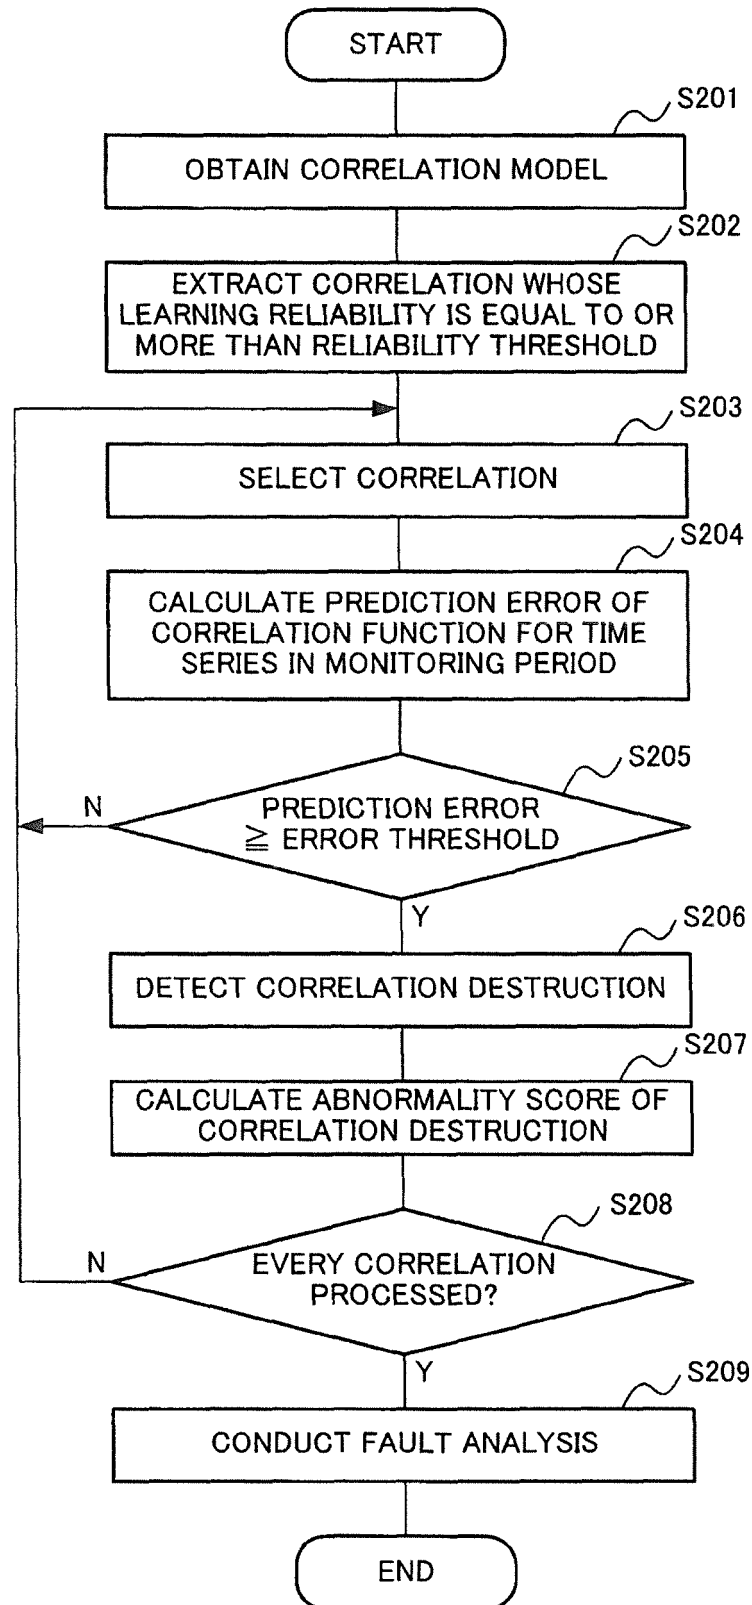 START
S201
OBTAIN CORRELATION MODEL
S202
EXTRACT CORRELATION WHOSE
LEARNING RELIABILITY IS EQUAL TO OR
MORE THAN RELIABILITY THRESHOLD
S203
SELECT CORRELATION
S204
CALCULATE PREDICTION ERROR OF
CORRELATION FUNCTION FOR TIME
SERIES IN MONITORING PERIOD
S205
N
PREDICTION ERROR
≧ ERROR THRESHOLD
Y
S206
DETECT CORRELATION DESTRUCTION
S207
CALCULATE ABNORMALITY SCORE OF
CORRELATION DESTRUCTION
S208
N
EVERY CORRELATION
PROCESSED?
Y
S209
CONDUCT FAULT ANALYSIS
END